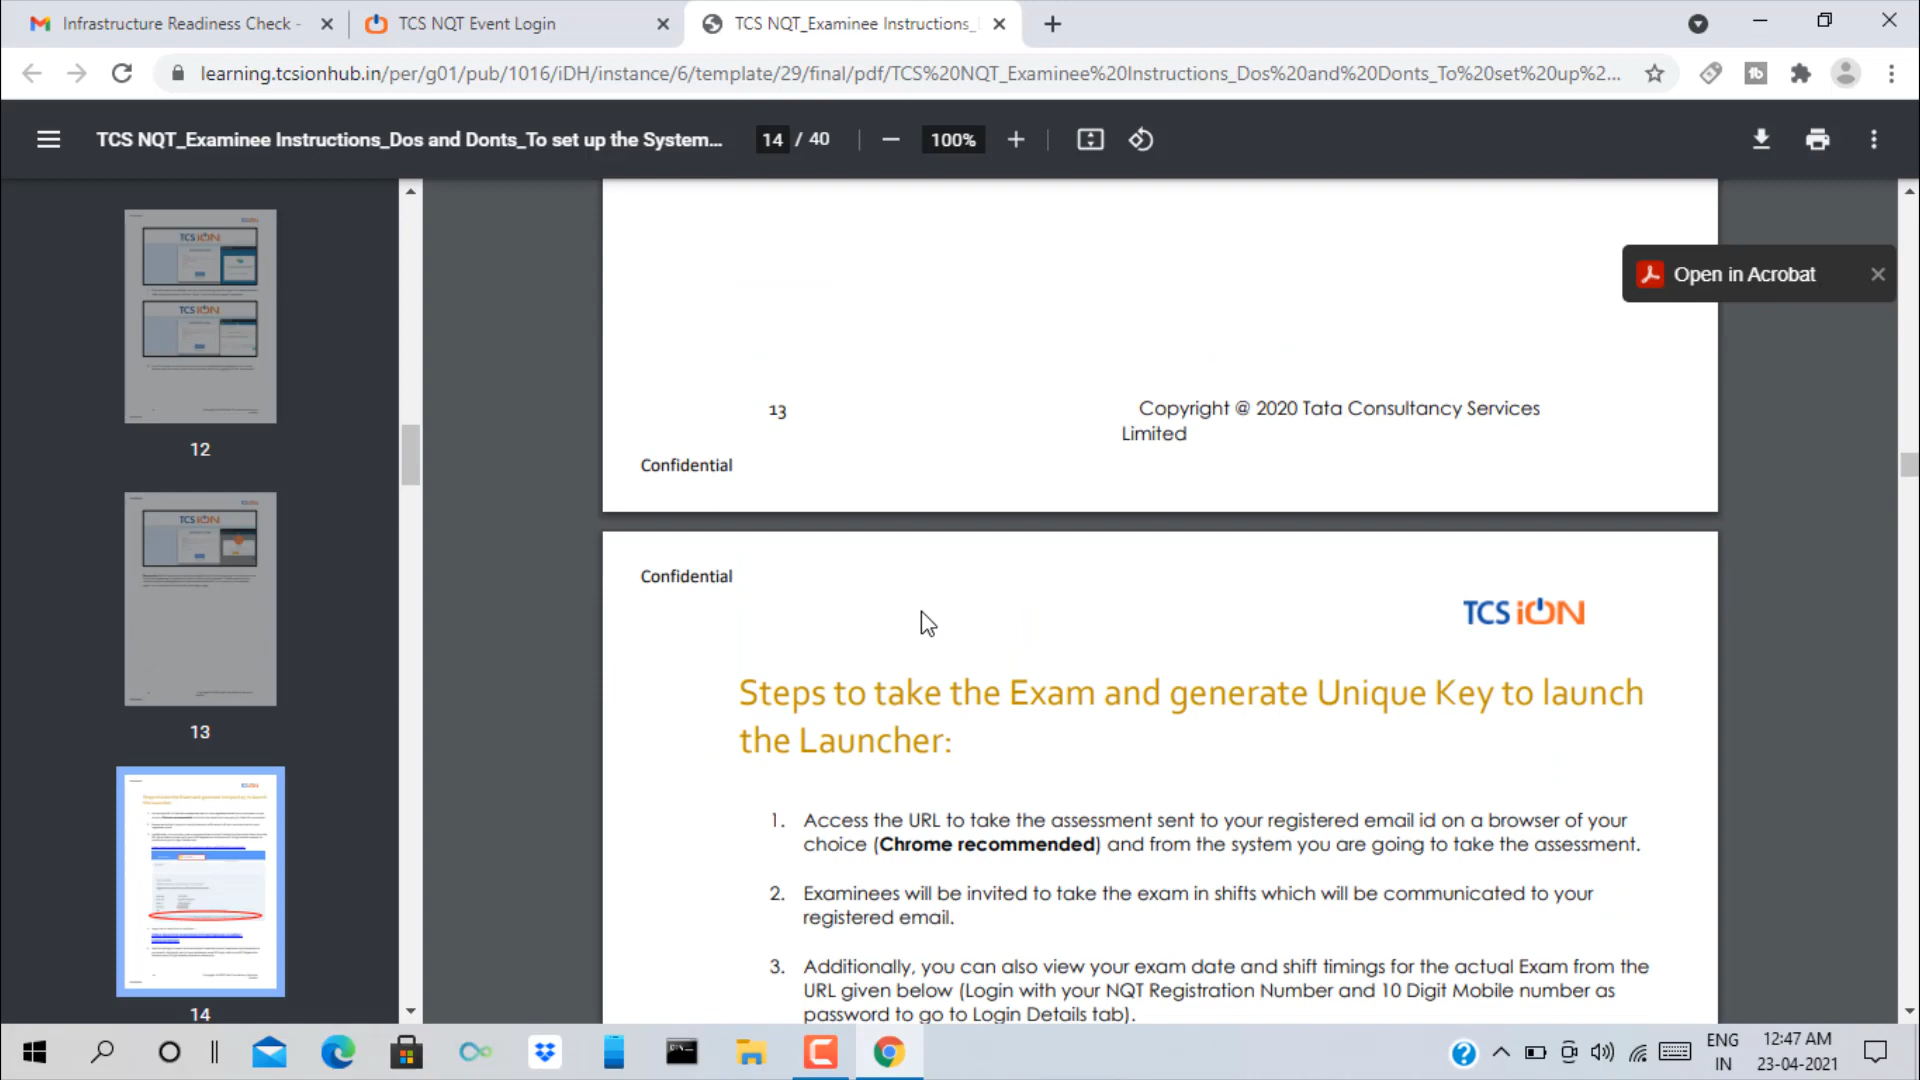 Infrastructure Readiness Check -
TCS NQT Event Login
TCS NQT_Examinee Instructions_
learning.tcsionhub.in/per/g01/pub/1016/iDH/instance/6/template/29/final/pdf/TCS%20NQT_Examinee%20Instructions_Dos%20and%20Donts_To%20set%20up%2...
TCS NQT_Examinee Instructions_Dos and Donts_To set up the System...
14 / 40
100%
Open in Acrobat
TCS iON
TCS iON
12
TCS iON
13
14
13
Copyright @ 2020 Tata Consultancy Services
Limited
Confidential
Confidential
TCS iON
Steps to take the Exam and generate Unique Key to launch
the Launcher:
1. Access the URL to take the assessment sent to your registered email id on a browser of your
choice (Chrome recommended) and from the system you are going to take the assessment.
2. Examinees will be invited to take the exam in shifts which will be communicated to your
registered email.
3. Additionally, you can also view your exam date and shift timings for the actual Exam from the
URL given below (Login with your NQT Registration Number and 10 Digit Mobile number as
password to go to Login Details tab).
ENG
IN
12:47 AM
23-04-2021